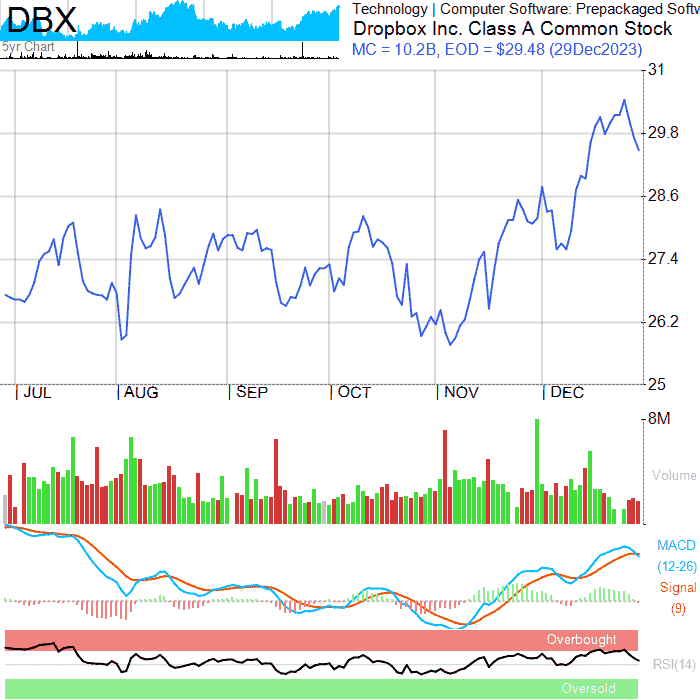 DBX
5yr Chart
Technology | Computer Software: Prepackaged Softw
Dropbox Inc. Class A Common Stock
MC = 10.2B, EOD = $29.48 (29Dec2023)
31
29.8
28.6
27.4
26.2
25
JUL AUG SEP OCT NOV DEC
8M
Volume
MACD
(12-26)
Signal
(9)
Overbought
RSI(14)
Oversold